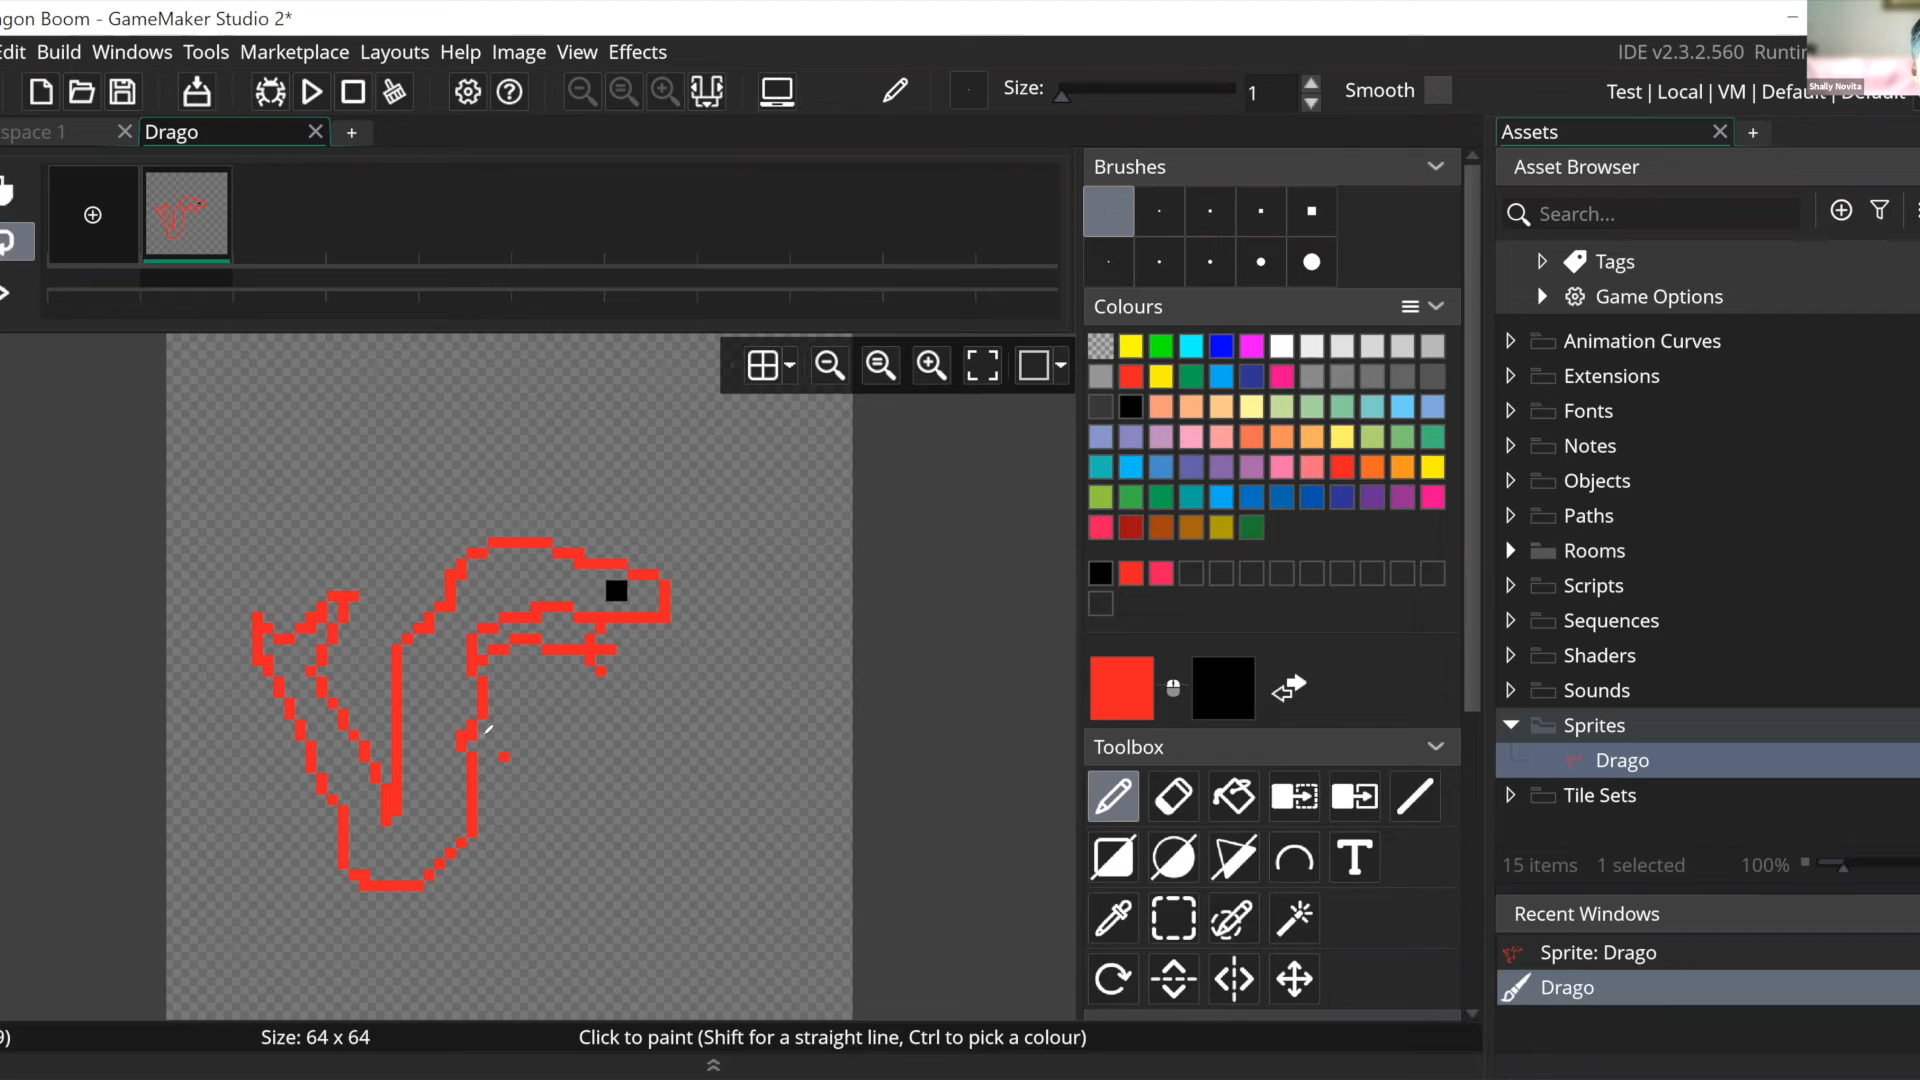 gon Boom - GameMaker Studio 2*
Edit Build Windows Tools Marketplace Layouts Help Image View Effects
IDE v2.3.2.560 Runtim
Size: 1 Smooth
Test | Local | VM | Default | Default
Shally Novita
space 1 Drago
Assets
Brushes
Asset Browser
Search...
Tags
Game Options
Colours
Animation Curves
Extensions
Fonts
Notes
Objects
Paths
Rooms
Scripts
Sequences
Shaders
Sounds
Sprites
Drago
Tile Sets
Toolbox
T
15 items 1 selected 100%
Recent Windows
Sprite: Drago
Drago
9) Size: 64 x 64 Click to paint (Shift for a straight line, Ctrl to pick a colour)